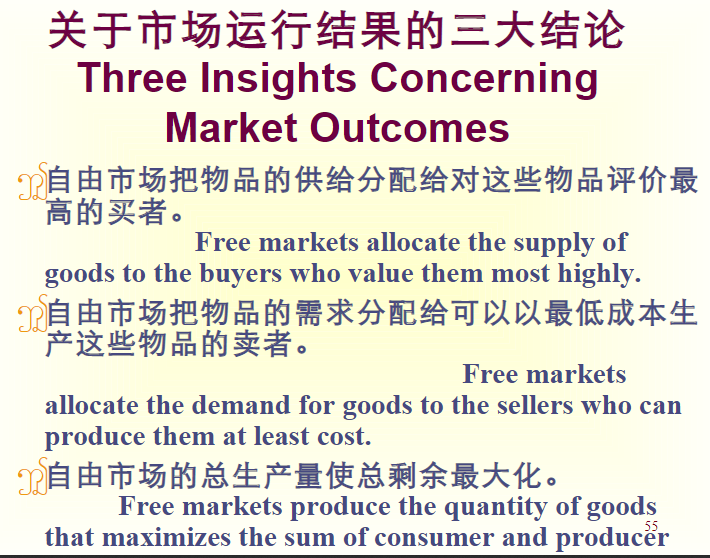 关于市场运行结果的三大结论
Three Insights Concerning
Market Outcomes
自由市场把物品的供给分配给对这些物品评价最
高的买者。
Free markets allocate the supply of
goods to the buyers who value them most highly.
自由市场把物品的需求分配给可以以最低成本生
产这些物品的卖者。
Free markets
allocate the demand for goods to the sellers who can
produce them at least cost.
自由市场的总生产量使总剩余最大化。
Free markets produce the quantity of goods
55
that maximizes the sum of consumer and producer